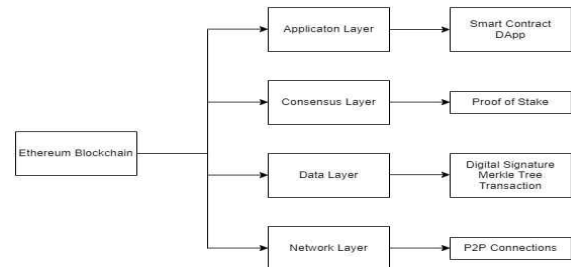 Applicaton Layer
Smart Contract
DApp
Consensus Layer
Proof of Stake
Ethereum Blockchain
Data Layer
Digital Signature
Merkle Tree
Transaction
Network Layer
P2P Connections